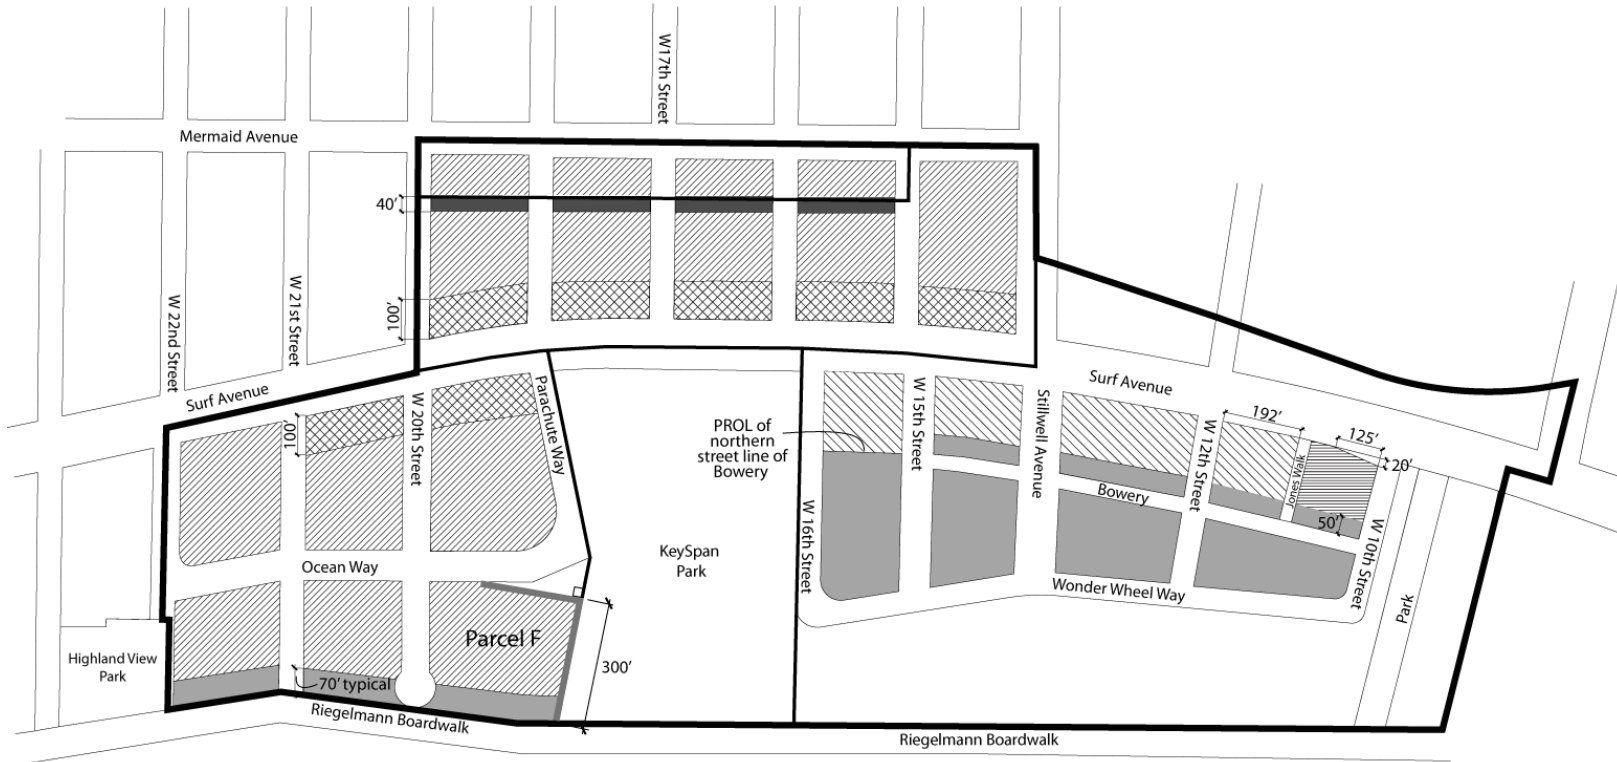 W 17th Street
Mermaid Avenue
40'
100'
W 22nd Street
W 21st Street
Surf Avenue
100'
W 20th Street
Parachute Way
Surf Avenue
W 15th Street
Stillwell Avenue
W 12th Street
192'
125'
20'
PROL of
northern
street line of
Bowery
Jones Walk
Bowery
50'
W 16th Street
W 10th Street
KeySpan
Park
Ocean Way
Wonder Wheel Way
Park
Parcel F
300'
Highland View
Park
70' typical
Riegelmann Boardwalk
Riegelmann Boardwalk